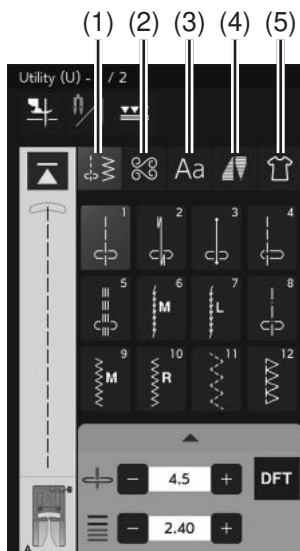 (1) (2) (3) (4) (5)
Utility (U) - / 2
Aa
1 2 3 4
5 6 7 8
M L
9 10 11 12
M R
- 4.5 + DFT
- 2.40 +
A